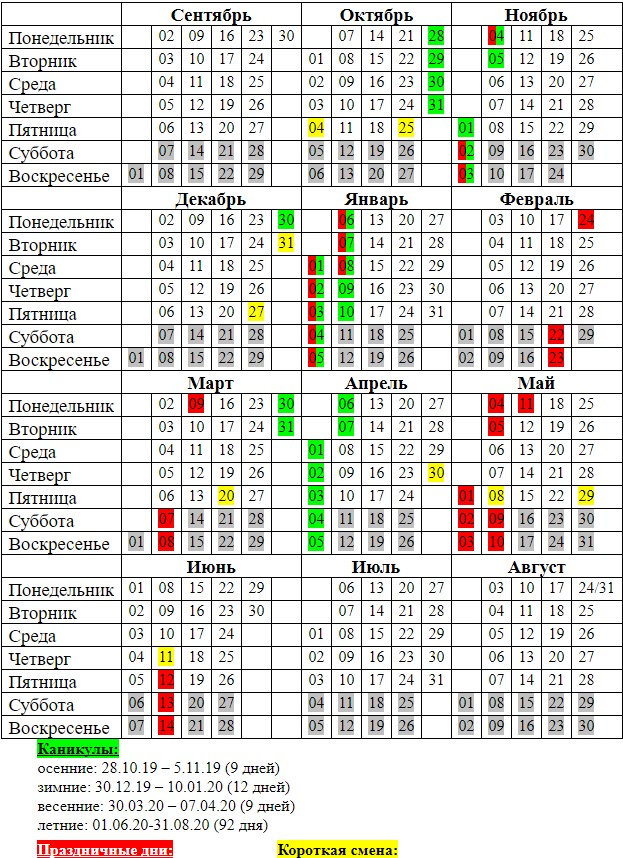 Сентябрь Октябрь Ноябрь
Понедельник 02 09 16 23 30 07 14 21 28 04 11 18 25
Вторник 03 10 17 24 01 08 15 22 29 05 12 19 26
Среда 04 11 18 25 02 09 16 23 30 06 13 20 27
Четверг 05 12 19 26 03 10 17 24 31 07 14 21 28
Пятница 06 13 20 27 04 11 18 25 01 08 15 22 29
Суббота 07 14 21 28 05 12 19 26 02 09 16 23 30
Воскресенье 01 08 15 22 29 06 13 20 27 03 10 17 24
Декабрь Январь Февраль
Понедельник 02 09 16 23 30 06 13 20 27 03 10 17 24
Вторник 03 10 17 24 31 07 14 21 28 04 11 18 25
Среда 04 11 18 25 01 08 15 22 29 05 12 19 26
Четверг 05 12 19 26 02 09 16 23 30 06 13 20 27
Пятница 06 13 20 27 03 10 17 24 31 07 14 21 28
Суббота 07 14 21 28 04 11 18 25 01 08 15 22 29
Воскресенье 01 08 15 22 29 05 12 19 26 02 09 16 23
Март Апрель Май
Понедельник 02 09 16 23 30 06 13 20 27 04 11 18 25
Вторник 03 10 17 24 31 07 14 21 28 05 12 19 26
Среда 04 11 18 25 01 08 15 22 29 06 13 20 27
Четверг 05 12 19 26 02 09 16 23 30 07 14 21 28
Пятница 06 13 20 27 03 10 17 24 01 08 15 22 29
Суббота 07 14 21 28 04 11 18 25 02 09 16 23 30
Воскресенье 01 08 15 22 29 05 12 19 26 03 10 17 24 31
Июнь Июль Август
Понедельник 01 08 15 22 29 06 13 20 27 03 10 17 24/31
Вторник 02 09 16 23 30 07 14 21 28 04 11 18 25
Среда 03 10 17 24 01 08 15 22 29 05 12 19 26
Четверг 04 11 18 25 02 09 16 23 30 06 13 20 27
Пятница 05 12 19 26 03 10 17 24 31 07 14 21 28
Суббота 06 13 20 27 04 11 18 25 01 08 15 22 29
Воскресенье 07 14 21 28 05 12 19 26 02 09 16 23 30
Каникулы:
осенние: 28.10.19 – 5.11.19 (9 дней)
зимние: 30.12.19 – 10.01.20 (12 дней)
весенние: 30.03.20 – 07.04.20 (9 дней)
летние: 01.06.20-31.08.20 (92 дня)
Праздничные дни: Короткая смена: